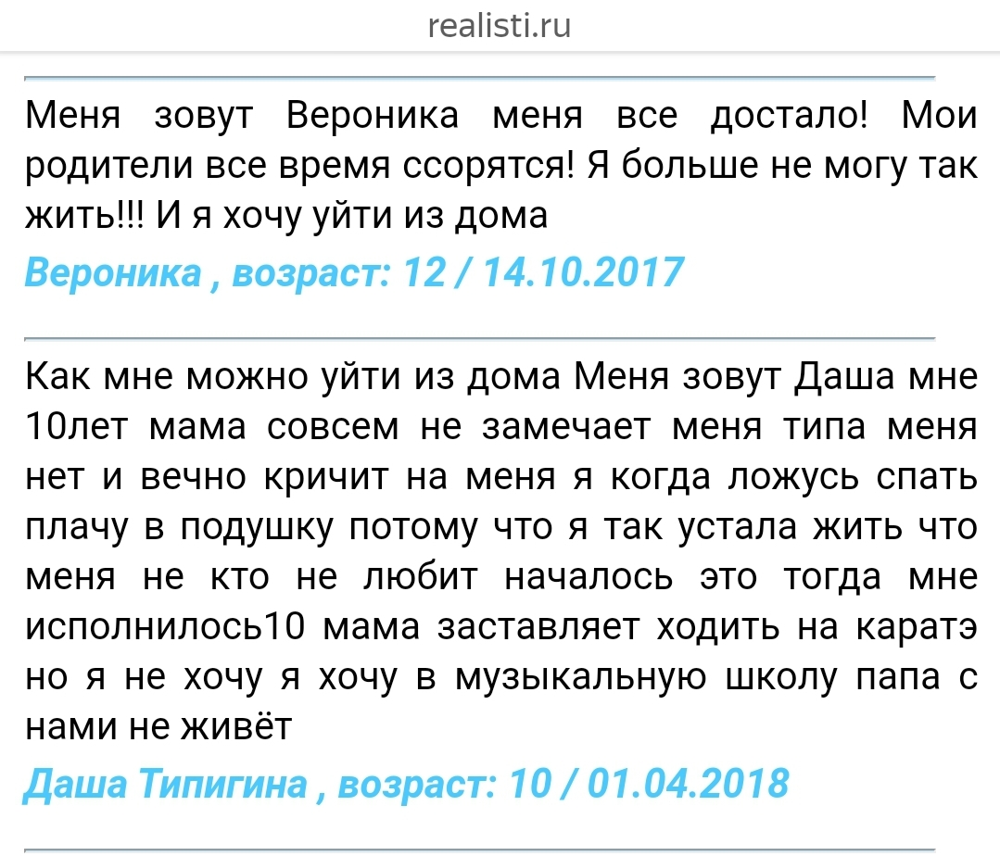 realisti.ru
Меня зовут Вероника меня все достало! Мои
родители все время ссорятся! Я больше не могу так
жить!!! И я хочу уйти из дома
Вероника , возраст: 12 / 14.10.2017
Как мне можно уйти из дома Меня зовут Даша мне
10лет мама совсем не замечает меня типа меня
нет и вечно кричит на меня я когда ложусь спать
плачу в подушку потому что я так устала жить что
меня не кто не любит началось это тогда мне
исполнилось10 мама заставляет ходить на каратэ
но я не хочу я хочу в музыкальную школу папа с
нами не живёт
Даша Типигина , возраст: 10 / 01.04.2018